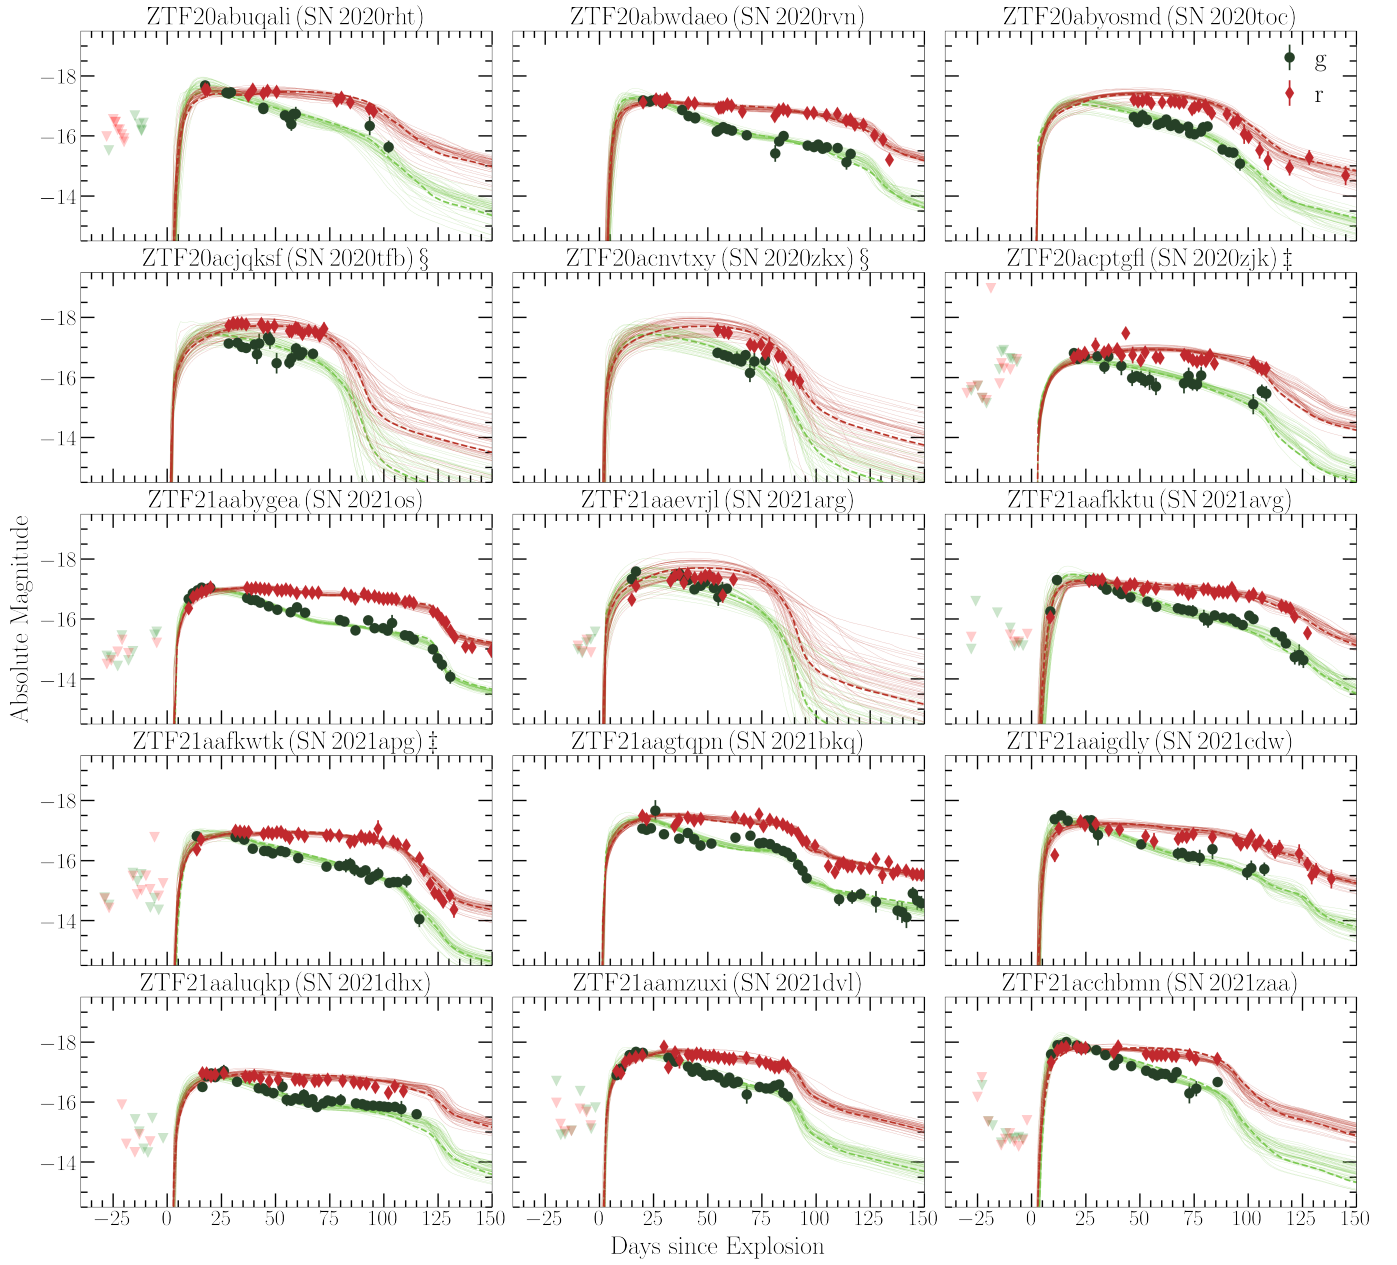 ZTF20abuqali (SN 2020rht)
ZTF20abwdaeo (SN 2020rvn)
ZTF20abyosmd (SN 2020toc)
g
r
−18
−16
−14
ZTF20acjqksf (SN 2020tfb) §
ZTF20acnvtxy (SN 2020zkx) §
ZTF20acptgfl (SN 2020zjk) ‡
−18
−16
−14
ZTF21aabygea (SN 2021os)
ZTF21aaevrjl (SN 2021arg)
ZTF21aafkktu (SN 2021avg)
−18
−16
−14
Absolute Magnitude
ZTF21aafkwtk (SN 2021apg) ‡
ZTF21aagtqpn (SN 2021bkq)
ZTF21aaigdly (SN 2021cdw)
−18
−16
−14
ZTF21aaluqkp (SN 2021dhx)
ZTF21aamzuxi (SN 2021dvl)
ZTF21acchbmn (SN 2021zaa)
−18
−16
−14
−25 0 25 50 75 100 125 150
−25 0 25 50 75 100 125 150
−25 0 25 50 75 100 125 150
Days since Explosion